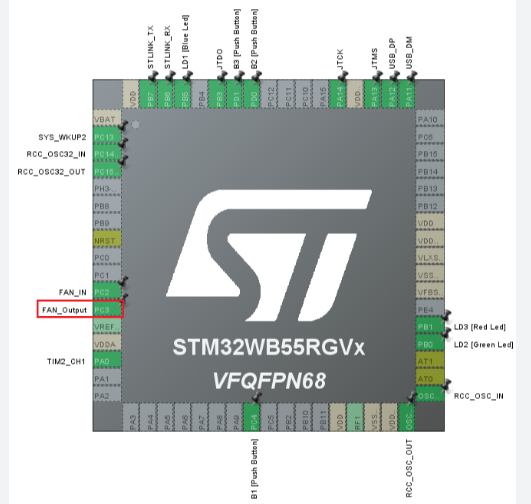 STLINK_TX
STLINK_RX
LD1 [Blue Led]
JTDO
B3 [Push Button]
B2 [Push Button]
JTCK
JTMS
USB_DP
USB_DM
VDD
PB7
PB6
PB5
PB4
PB3
PD1
PD0
PC12
PC11
PC10
PA15
PA14
VDD
PA13
PA12
PA11
VBAT
SYS_WKUP2
PC13
RCC_OSC32_IN
PC14
RCC_OSC32_OUT
PC15..
PH3-..
PB8
PB9
NRST
PC0
PC1
FAN_IN
PC2
FAN_Output
PC3
VREF..
VDDA
TIM2_CH1
PA0
PA1
PA2
PA10
PC6
PB15
PB14
PB13
PB12
VDD
VDD..
VLXS..
VSS..
VFBS..
PE4
PB1
LD3 [Red Led]
PB0
LD2 [Green Led]
AT1
AT0
OSC..
RCC_OSC_IN
ST
STM32WB55RGVx
VFQFPN68
PA3
PA4
PA5
PA6
PA7
PA8
PA9
PC4
PC5
PB2
PB10
PB11
VDD
RF1
VSS..
VDD..
OSC..
B1 [Push Button]
RCC_OSC_OUT